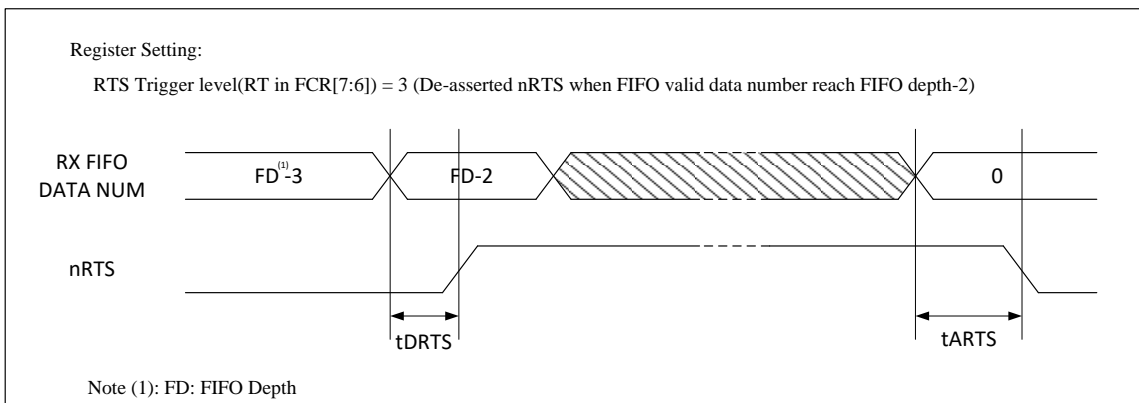 Register Setting:
RTS Trigger level(RT in FCR[7:6]) = 3 (De-asserted nRTS when FIFO valid data number reach FIFO depth-2)
RX FIFO
DATA NUM
FD(1)-3
FD-2
0
nRTS
tDRTS
tARTS
Note (1): FD: FIFO Depth